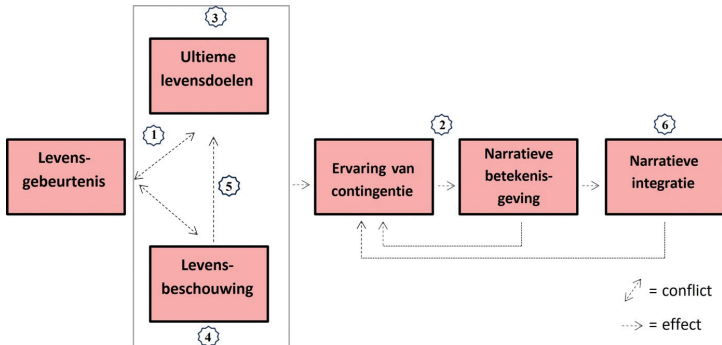 3
Ultieme
levensdoelen
1
2
6
Levens-
gebeurtenis
5
Ervaring van
contingentie
Narratieve
betekenis-
geving
Narratieve
integratie
Levens-
beschouwing
4
= conflict
= effect